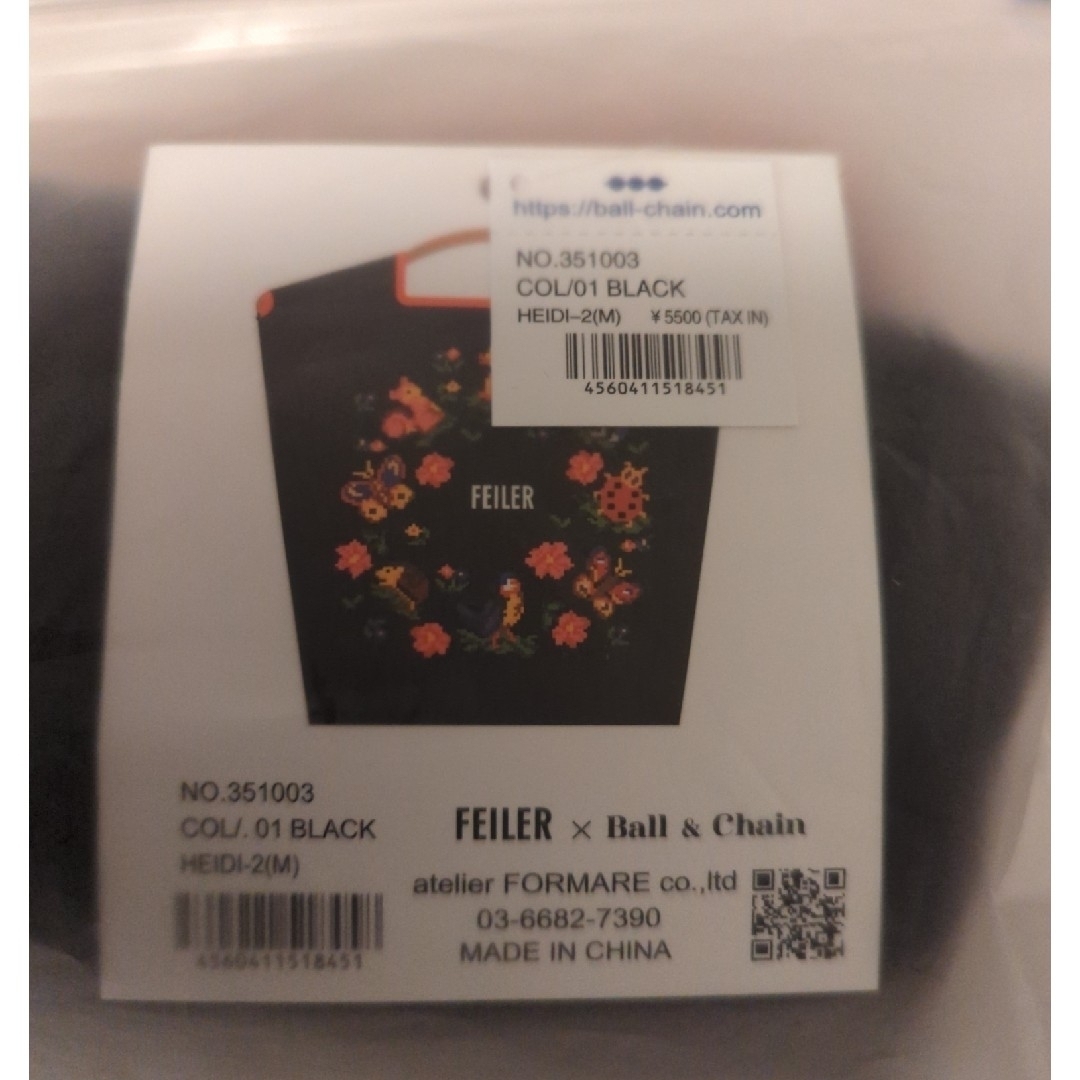 https://ball-chain.com
NO.351003
COL/01 BLACK
HEIDI–2(M) ¥5500 (TAX IN)
4560411518451
FEILER
NO.351003
COL/. 01 BLACK
HEIDI-2(M)
4560411518451
FEILER × Ball & Chain
atelier FORMARE co.,ltd
03-6682-7390
MADE IN CHINA